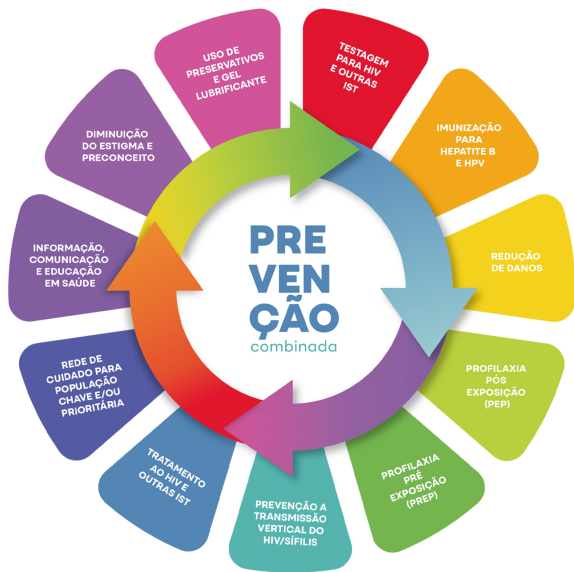 PRE
VEN
ÇÃO
combinada
TESTAGEM
PARA HIV
E OUTRAS
IST
IMUNIZAÇÃO
PARA
HEPATITE B
E HPV
REDUÇÃO
DE DANOS
PROFILAXIA
PÓS
EXPOSIÇÃO
(PEP)
PROFILAXIA
PRÉ
EXPOSIÇÃO
(PREP)
PREVENÇÃO A
TRANSMISSÃO
VERTICAL DO
HIV/SÍFILIS
TRATAMENTO
AO HIV E
OUTRAS IST
REDE DE
CUIDADO PARA
POPULAÇÃO
CHAVE E/OU
PRIORITÁRIA
INFORMAÇÃO,
COMUNICAÇÃO
E EDUCAÇÃO
EM SAÚDE
DIMINUIÇÃO
DO ESTIGMA E
PRECONCEITO
USO DE
PRESERVATIVOS
E GEL
LUBRIFICANTE